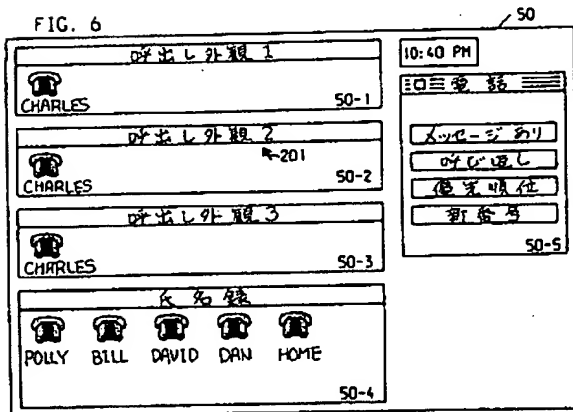 FIG. 6
50
呼出し外観 1
CHARLES
50-1
呼出し外観 2
201
CHARLES
50-2
呼出し外観 3
CHARLES
50-3
氏名録
POLLY BILL DAVID DAN HOME
50-4
10:40 PM
電話
メッセージあり
呼び返し
優先順位
新番号
50-5